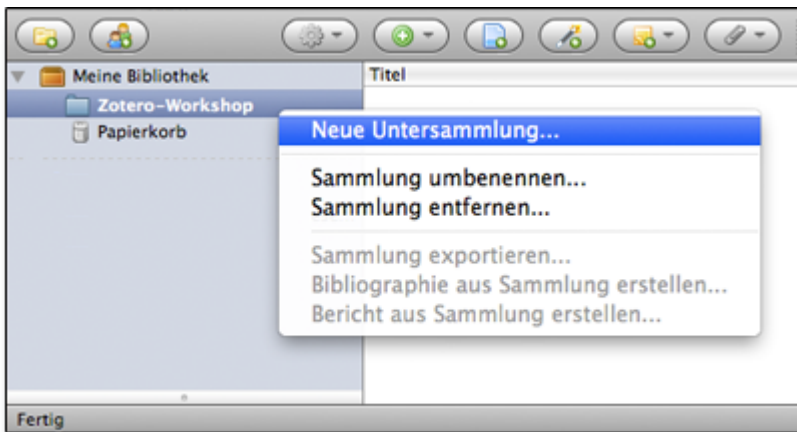 Meine Bibliothek
Titel
Zotero-Workshop
Papierkorb
Neue Untersammlung...
Sammlung umbenennen...
Sammlung entfernen...
Sammlung exportieren...
Bibliographie aus Sammlung erstellen...
Bericht aus Sammlung erstellen...
Fertig